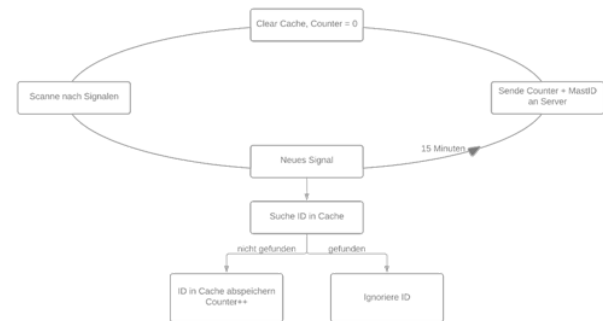 Clear Cache, Counter = 0
Scanne nach Signalen
Sende Counter + MastID
an Server
15 Minuten
Neues Signal
Suche ID in Cache
nicht gefunden
gefunden
ID in Cache abspeichern
Counter++
Ignoriere ID